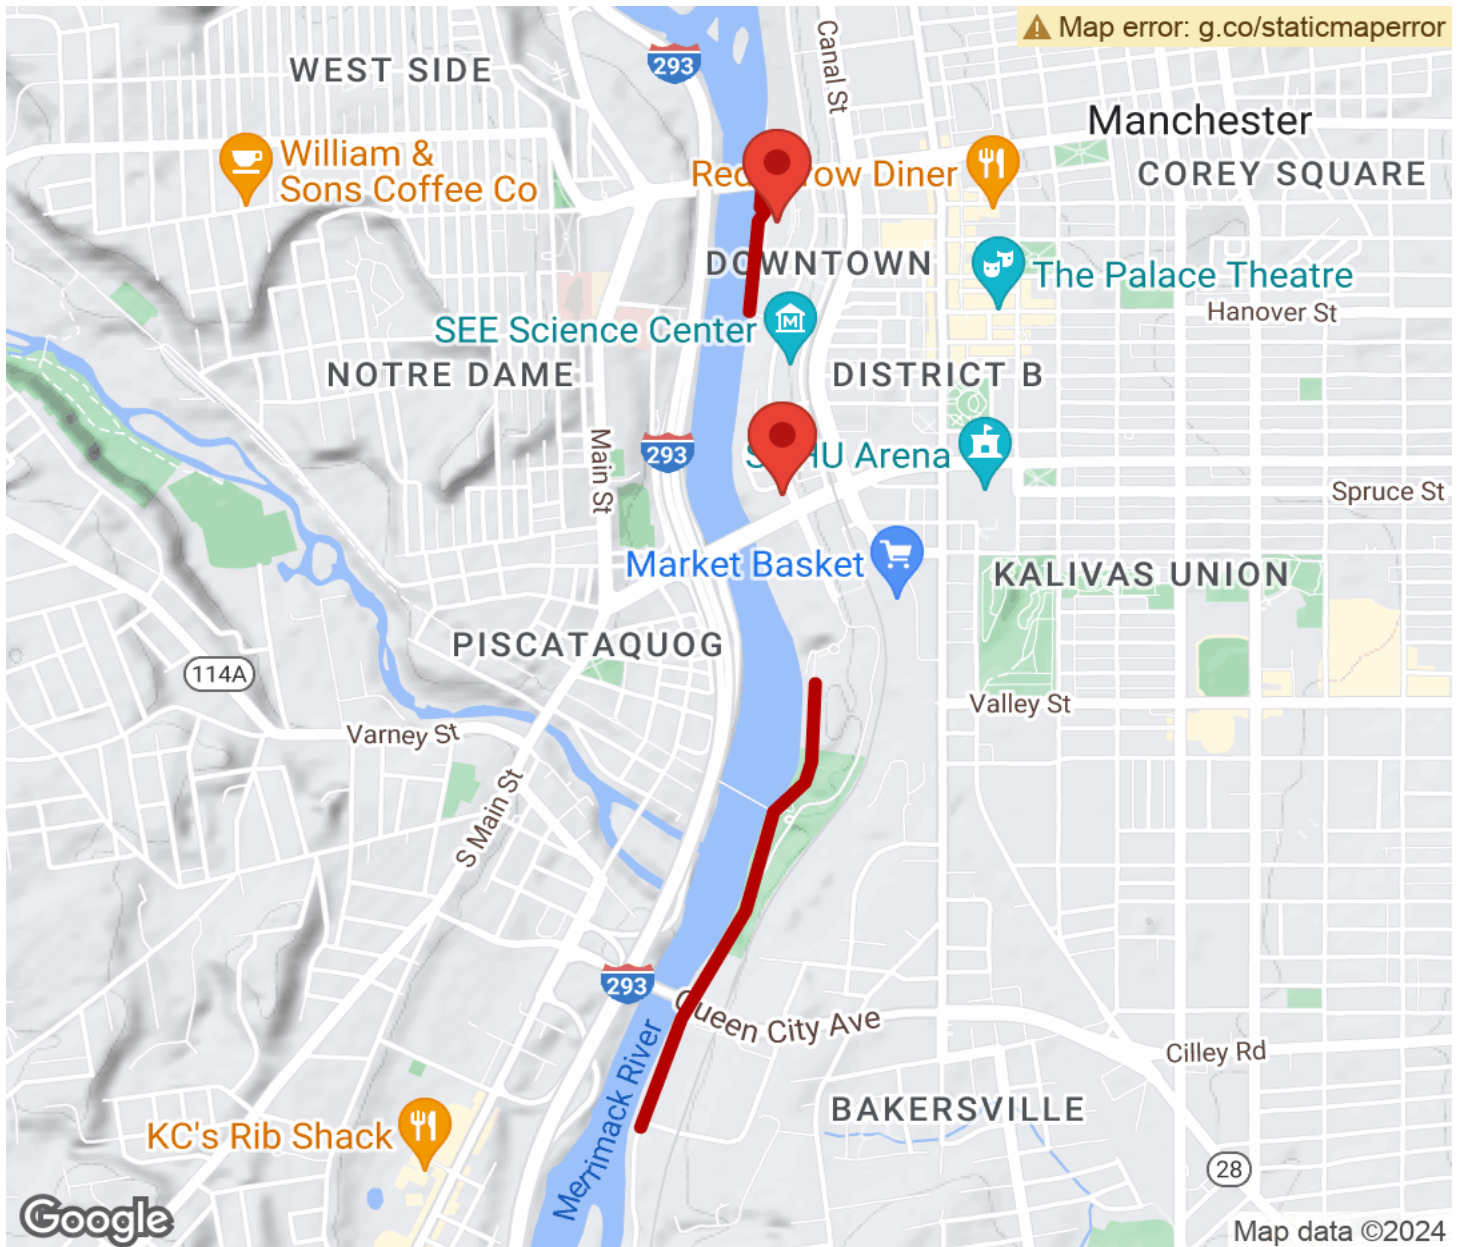 Map error: g.co/staticmaperror
293
Canal St
WEST SIDE
Manchester
William &
Sons Coffee Co
Diner
COREY SQUARE
DOWNTOWN
The Palace Theatre
Hanover St
SEE Science Center
NOTRE DAME
DISTRICT B
Main St
293
Arena
Spruce St
Market Basket
KALIVAS UNION
PISCATAQUOG
114A
Valley St
Varney St
S Main St
293
Queen City Ave
Merrimack River
Cilley Rd
BAKERSVILLE
KC's Rib Shack
28
Google
Map data ©2024